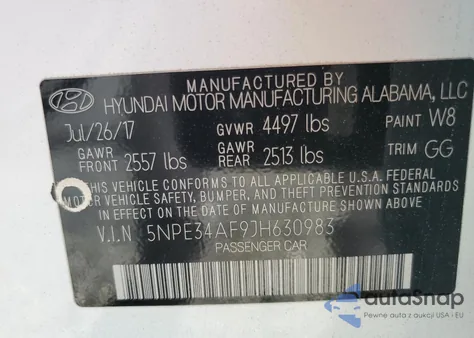 MANUFACTURED BY
HYUNDAI MOTOR MANUFACTURING ALABAMA, LLC
Jul/26/17 GVWR 4497 lbs PAINT W8
GAWR FRONT 2557 lbs GAWR REAR 2513 lbs TRIM GG
THIS VEHICLE CONFORMS TO ALL APPLICABLE U.S.A. FEDERAL
MOTOR VEHICLE SAFETY, BUMPER, AND THEFT PREVENTION STANDARDS
IN EFFECT ON THE DATE OF MANUFACTURE SHOWN ABOVE.
V.I.N 5NPE34AF9JH630983
PASSENGER CAR
autoSnap
Pewne auta z aukcji USA i EU